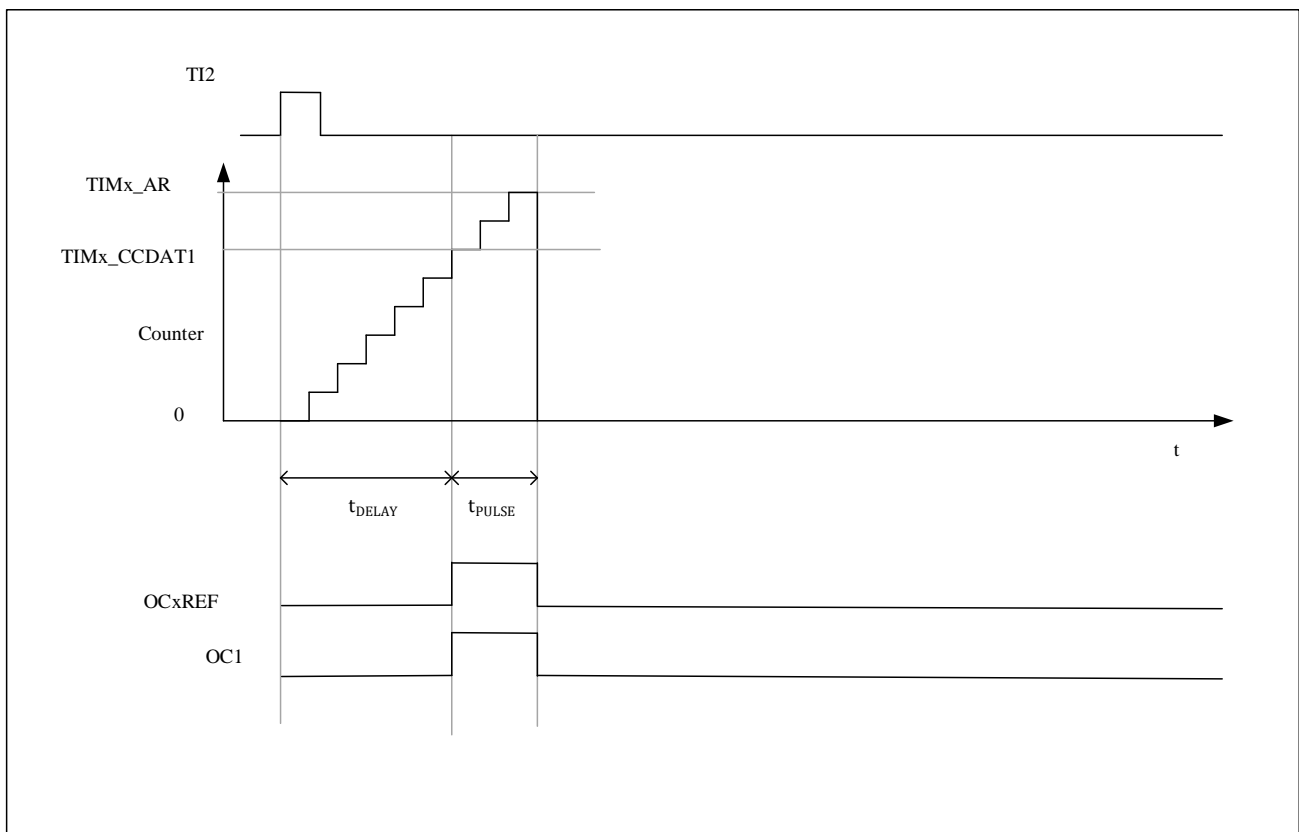 TI2
TIMx_AR
TIMx_CCDAT1
Counter
0
t
tDELAY
tPULSE
OCxREF
OC1